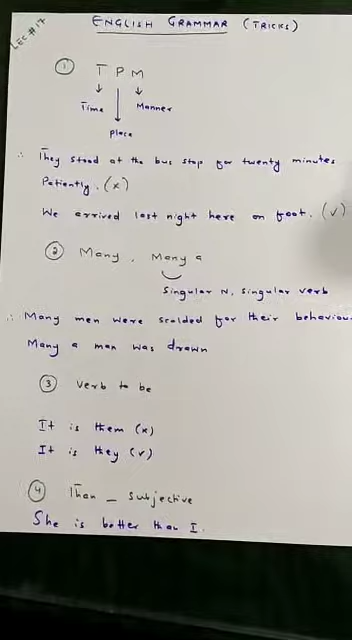 LEC # 17
ENGLISH GRAMMAR (TRICKS)
① T P M
Time Manner
place
∴ They stood at the bus stop for twenty minutes
Patiently. (x)
We arrived last night here on foot. (✓)
② Many, Many a
Singular N, singular verb
∴ Many men were scolded for their behaviou
Many a man was drawn
③ Verb to be
It is them (x)
It is they (✓)
④ Than _ subjective
She is better than I.